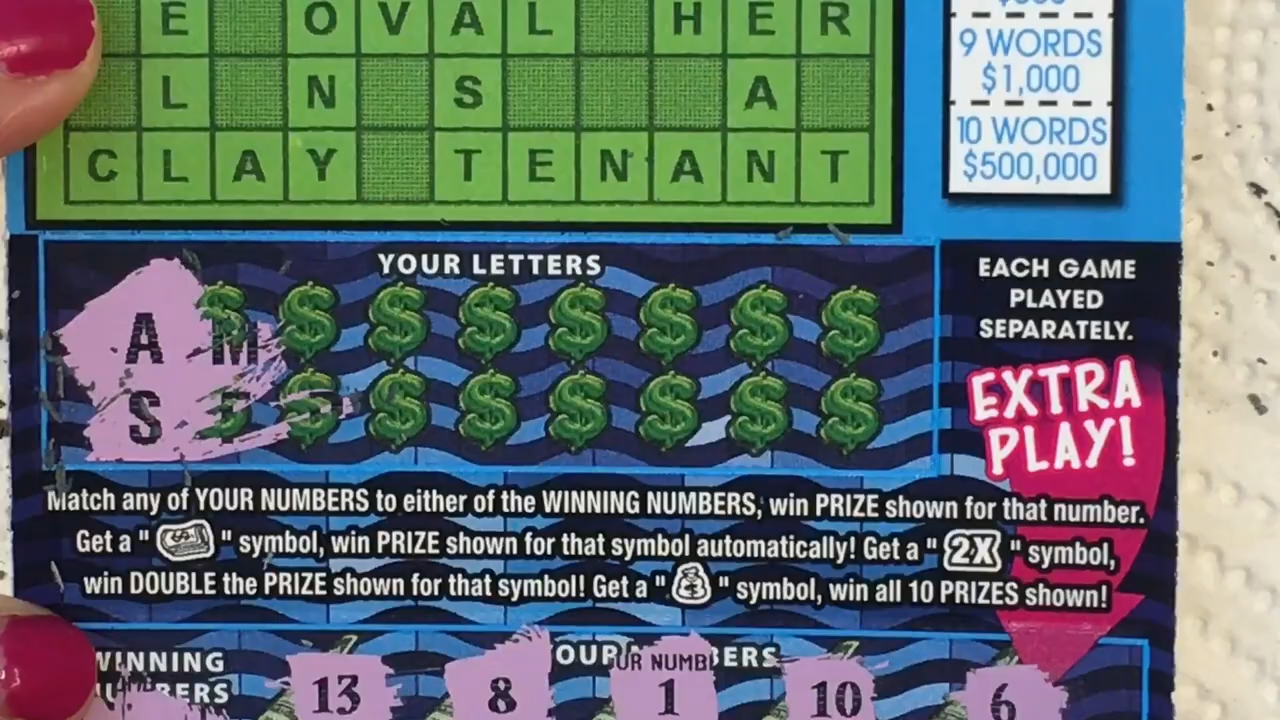 E OVAL HER
L N S A
CLAY TENANT
9 WORDS
$1,000
10 WORDS
$500,000
YOUR LETTERS
A M
S
EACH GAME
PLAYED
SEPARATELY.
EXTRA
PLAY!
Match any of YOUR NUMBERS to either of the WINNING NUMBERS, win PRIZE shown for that number.
Get a " " symbol, win PRIZE shown for that symbol automatically! Get a " 2X " symbol,
win DOUBLE the PRIZE shown for that symbol! Get a " " symbol, win all 10 PRIZES shown!
WINNING
13 8 1 10 6